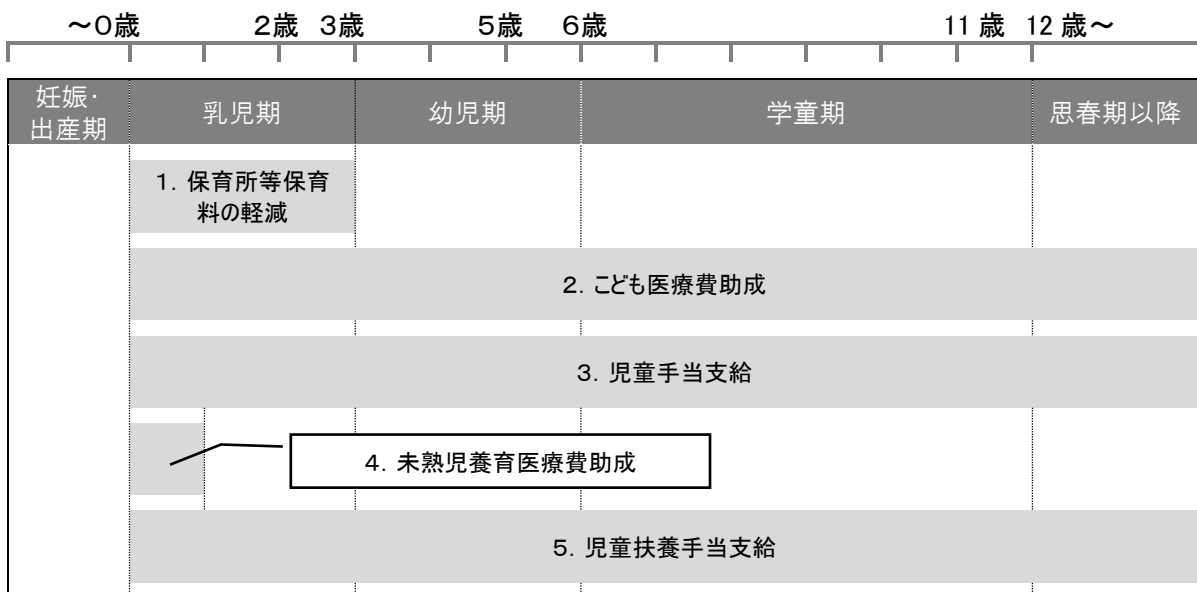 ～０歳 ２歳 ３歳 ５歳 ６歳 11 歳 12 歳～
妊娠・
出産期
乳児期 幼児期 学童期 思春期以降
１．保育所等保育
料の軽減
２．こども医療費助成
３．児童手当支給
４．未熟児養育医療費助成
５．児童扶養手当支給